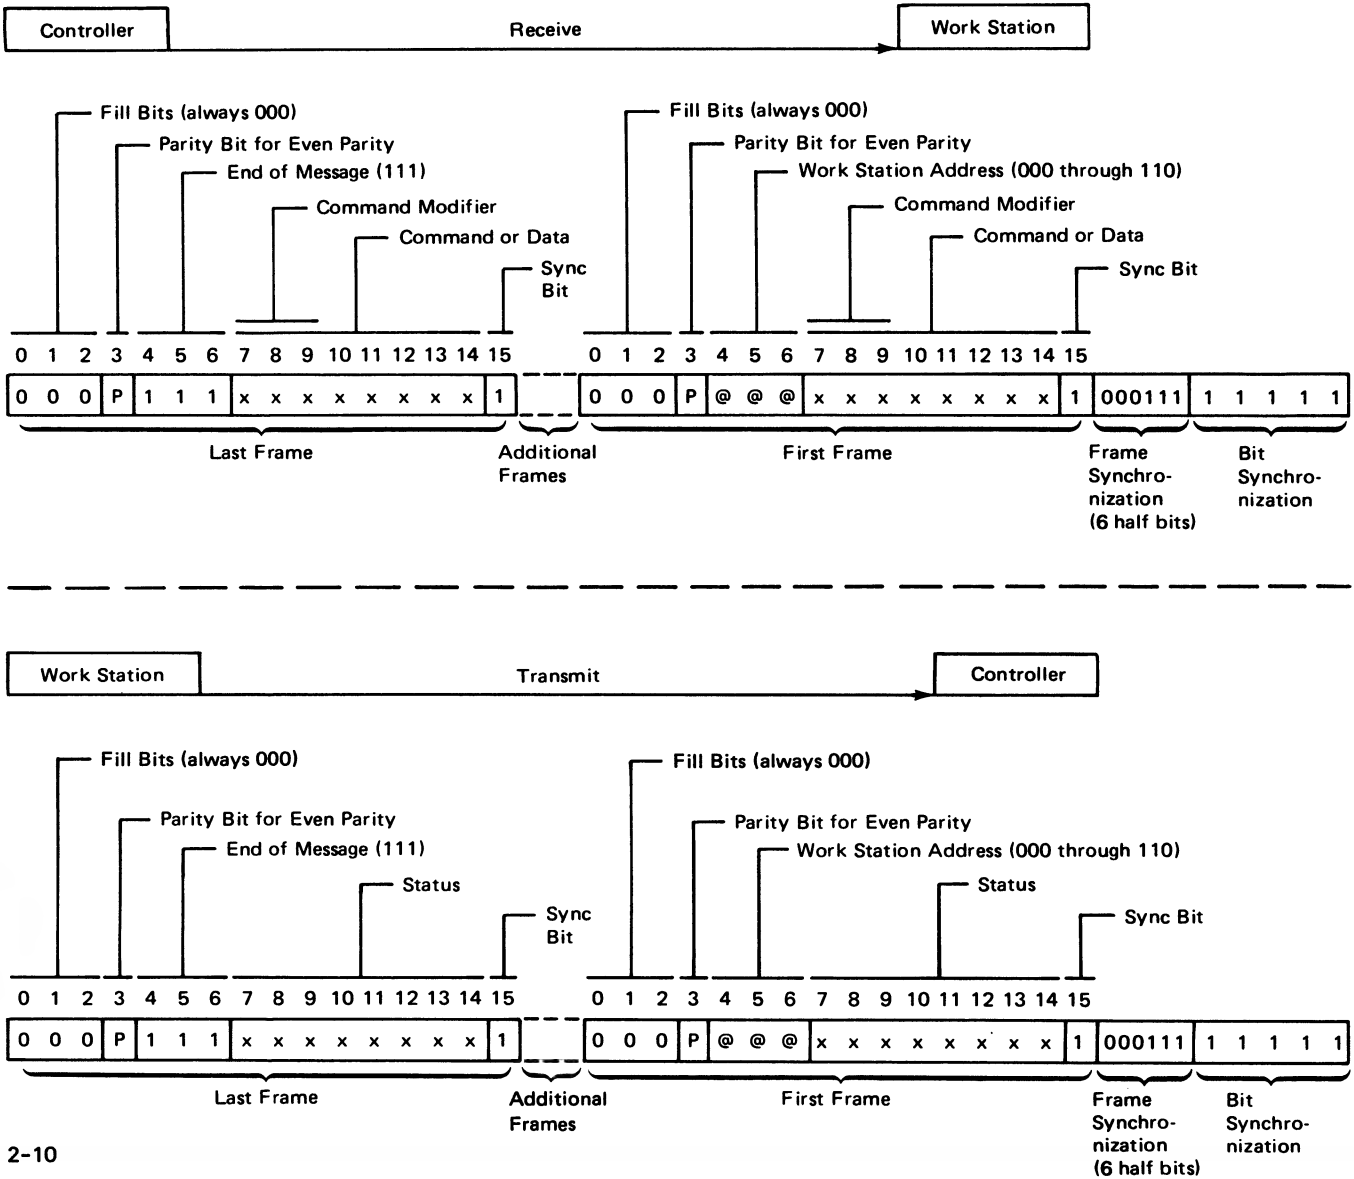 Controller Receive Work Station
Fill Bits (always 000) Fill Bits (always 000)
Parity Bit for Even Parity Parity Bit for Even Parity
End of Message (111) Work Station Address (000 through 110)
Command Modifier Command Modifier
Command or Data Command or Data
Sync Sync Bit
Bit
0 1 2 3 4 5 6 7 8 9 10 11 12 13 14 15 0 1 2 3 4 5 6 7 8 9 10 11 12 13 14 15
0 0 0 P 1 1 1 x x x x x x x x 1 0 0 0 P @ @ @ x x x x x x x x 1 000111 1 1 1 1 1
Last Frame Additional First Frame Frame Bit
Frames Synchro- Synchro-
nization nization
(6 half bits)
Work Station Transmit Controller
Fill Bits (always 000) Fill Bits (always 000)
Parity Bit for Even Parity Parity Bit for Even Parity
End of Message (111) Work Station Address (000 through 110)
Status Status
Sync Sync Bit
Bit
0 1 2 3 4 5 6 7 8 9 10 11 12 13 14 15 0 1 2 3 4 5 6 7 8 9 10 11 12 13 14 15
0 0 0 P 1 1 1 x x x x x x x x 1 0 0 0 P @ @ @ x x x x x x x x 1 000111 1 1 1 1 1
Last Frame Additional First Frame Frame Bit
Frames Synchro- Synchro-
nization nization
(6 half bits)
2-10